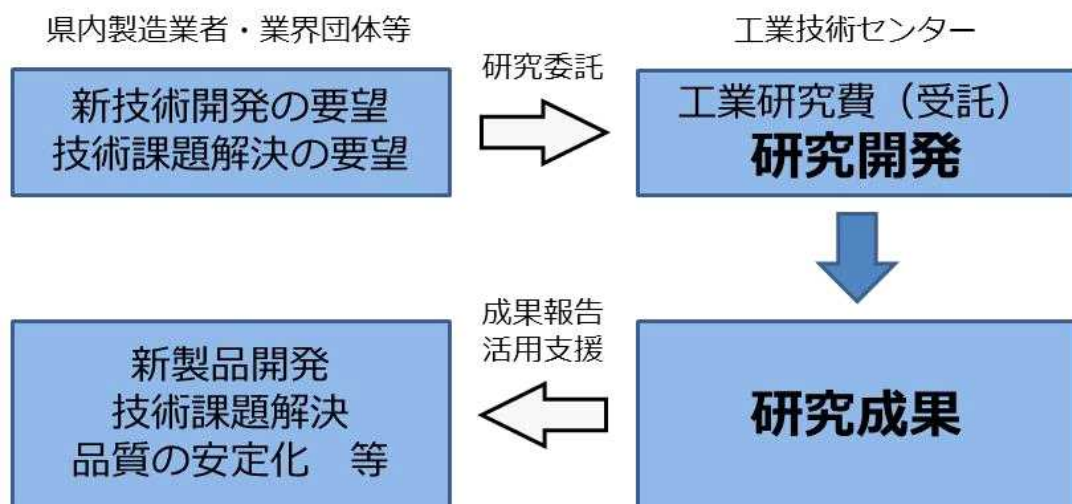 県内製造業者・業界団体等
新技術開発の要望
技術課題解決の要望
研究委託
工業技術センター
工業研究費（受託）
研究開発
研究成果
成果報告
活用支援
新製品開発
技術課題解決
品質の安定化　等